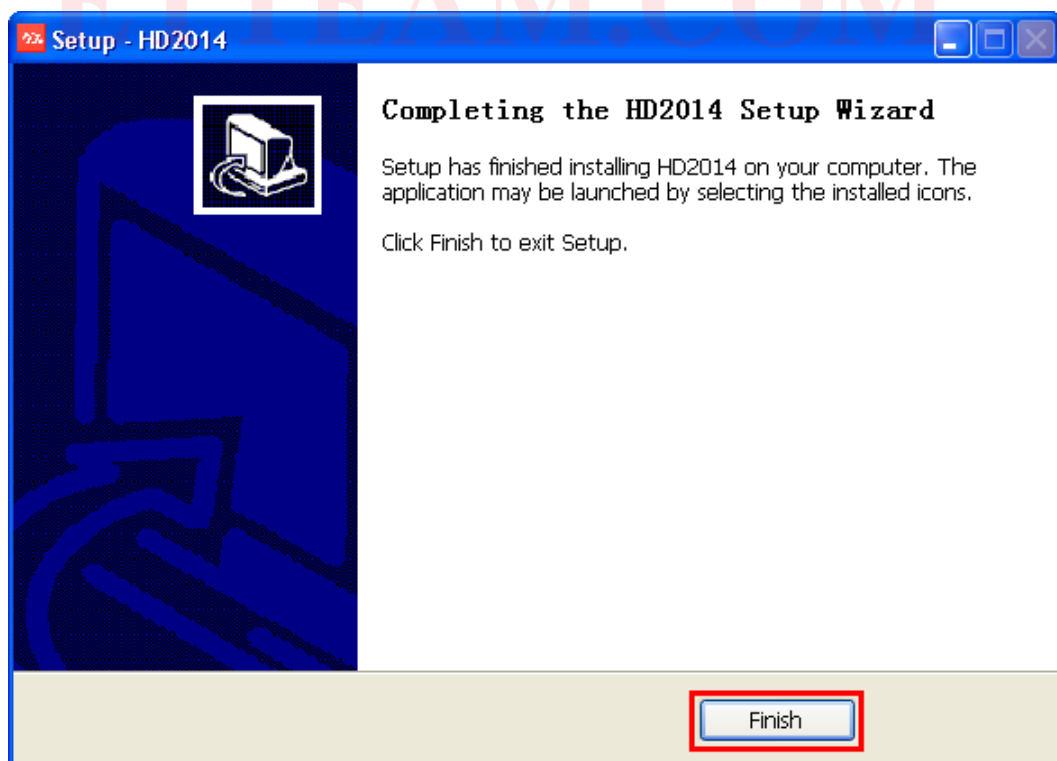 Setup - HD2014
Completing the HD2014 Setup Wizard
Setup has finished installing HD2014 on your computer. The
application may be launched by selecting the installed icons.
Click Finish to exit Setup.
Finish